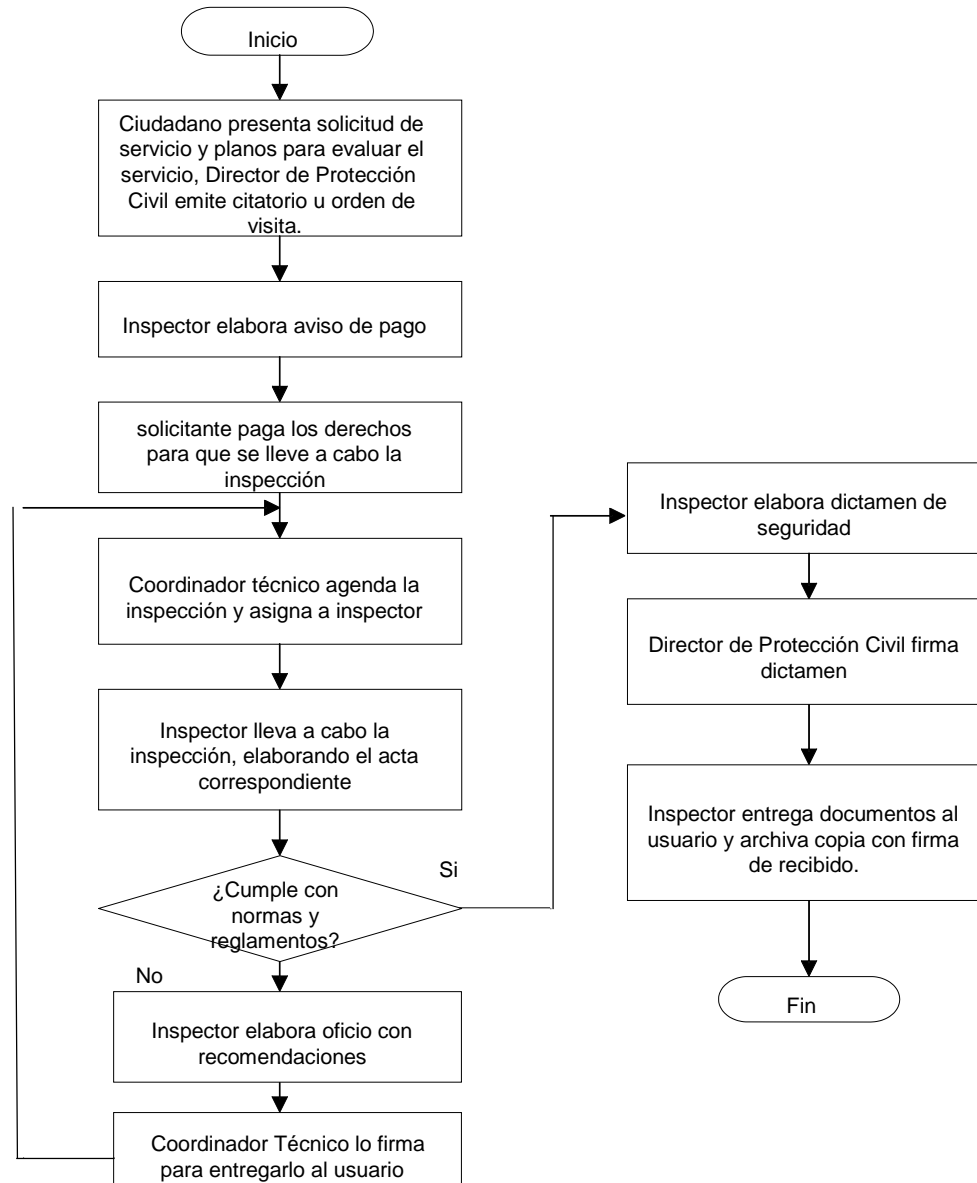 Inicio
Ciudadano presenta solicitud de
servicio y planos para evaluar el
servicio, Director de Protección
Civil emite citatorio u orden de
visita.
Inspector elabora aviso de pago
solicitante paga los derechos
para que se lleve a cabo la
inspección
Coordinador técnico agenda la
inspección y asigna a inspector
Inspector lleva a cabo la
inspección, elaborando el acta
correspondiente
¿Cumple con
normas y
reglamentos?
Si
No
Inspector elabora oficio con
recomendaciones
Coordinador Técnico lo firma
para entregarlo al usuario
Inspector elabora dictamen de
seguridad
Director de Protección Civil firma
dictamen
Inspector entrega documentos al
usuario y archiva copia con firma
de recibido.
Fin